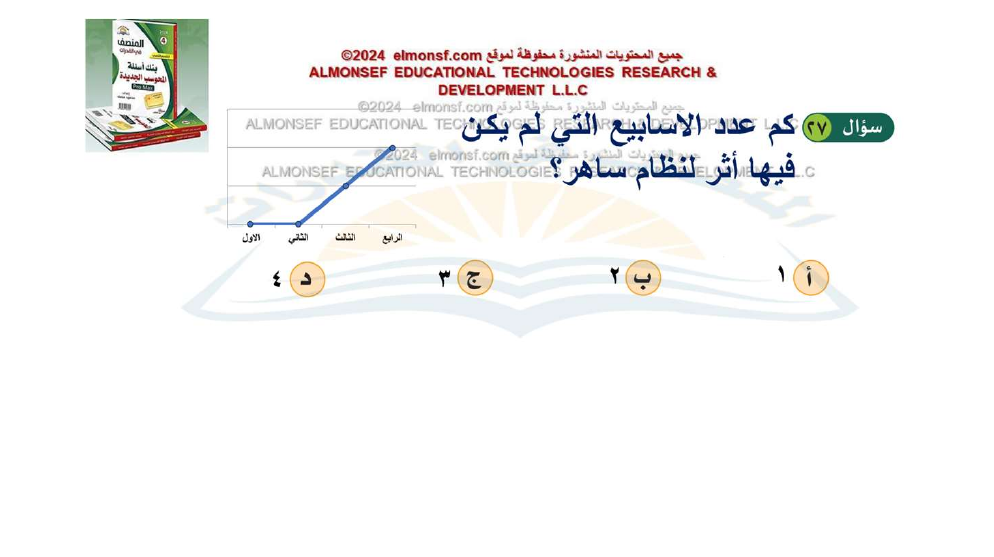 المنصف
بنك أسئلة
المحوسب الجديدة
جميع المحتويات المنشورة محفوظة لموقع elmonsf.com ©2024
ALMONSEF EDUCATIONAL TECHNOLOGIES RESEARCH &
DEVELOPMENT L.L.C
جميع المحتويات المنشورة محفوظة لموقع elmonsf.com ©2024
ALMONSEF EDUCATIONAL TECHNOLOGIES RESEARCH & DEVELOPMENT L.L.C
سؤال ٢٧
كم عدد الاسابيع التي لم يكن
جميع المحتويات المنشورة محفوظة لموقع elmonsf.com ©2024
ALMONSEF EDUCATIONAL TECHNOLOGIES RESEARCH & DEVELOPMENT L.L.C
فيها أثر لنظام ساهر؟
الاول الثاني الثالث الرابع
أ ١ ب ٢ ج ٣ د ٤